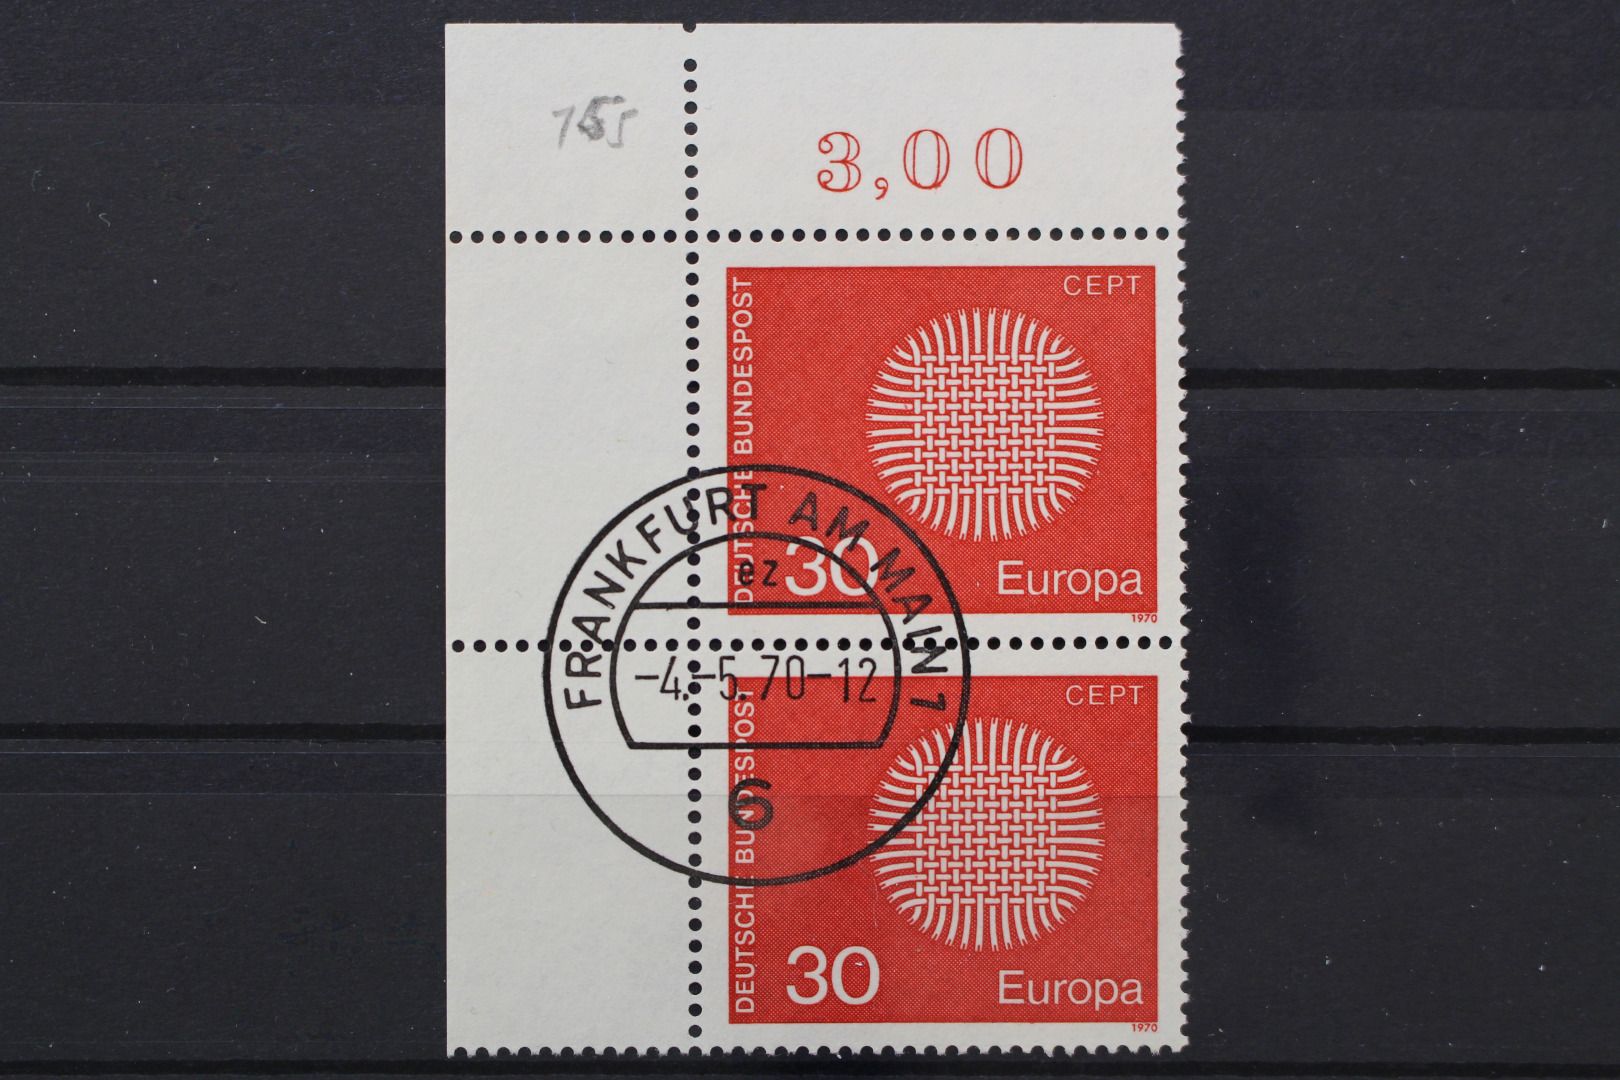 3,00
CEPT
DEUTSCHE BUNDESPOST
30
Europa
1970
FRANKFURT AM MAIN 1
ez
-4.-5.70-12
6
CEPT
DEUTSCHE BUNDESPOST
30
Europa
1970